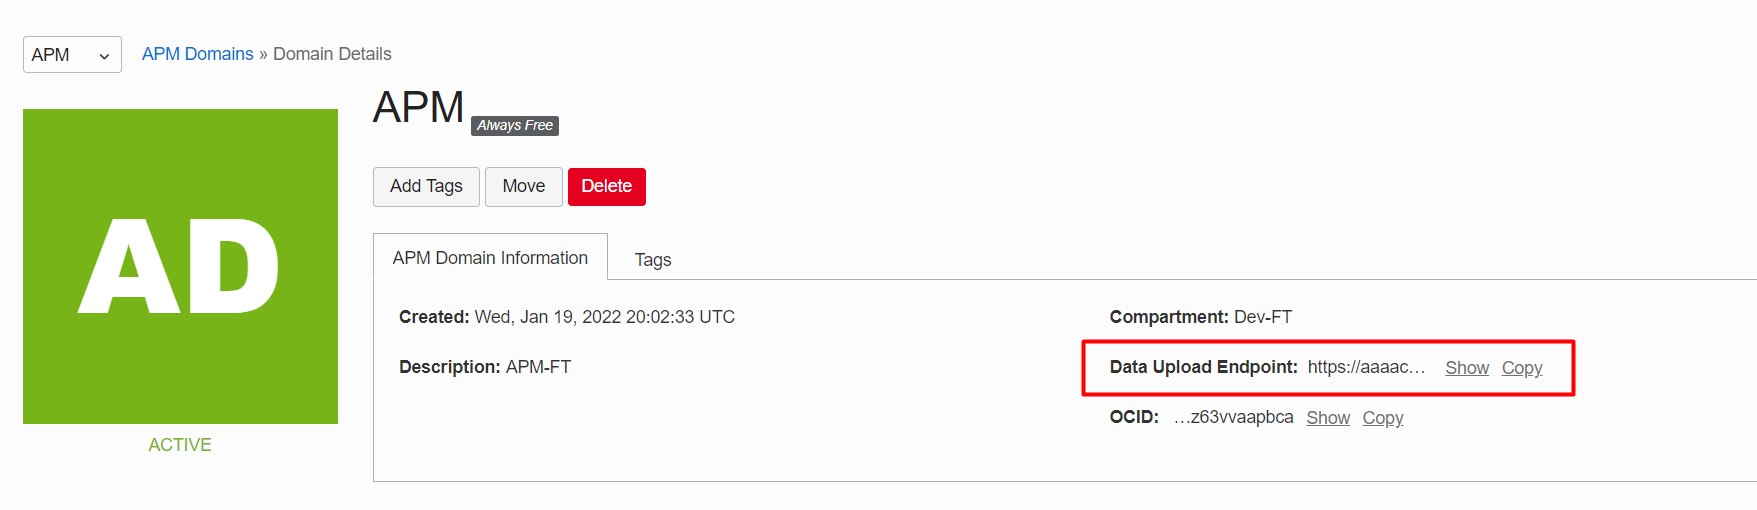 APM
APM Domains » Domain Details
APM Always Free
Add Tags Move Delete
AD
ACTIVE
APM Domain Information Tags
Created: Wed, Jan 19, 2022 20:02:33 UTC
Description: APM-FT
Compartment: Dev-FT
Data Upload Endpoint: https://aaaac... Show Copy
OCID: ...z63vvaapbca Show Copy